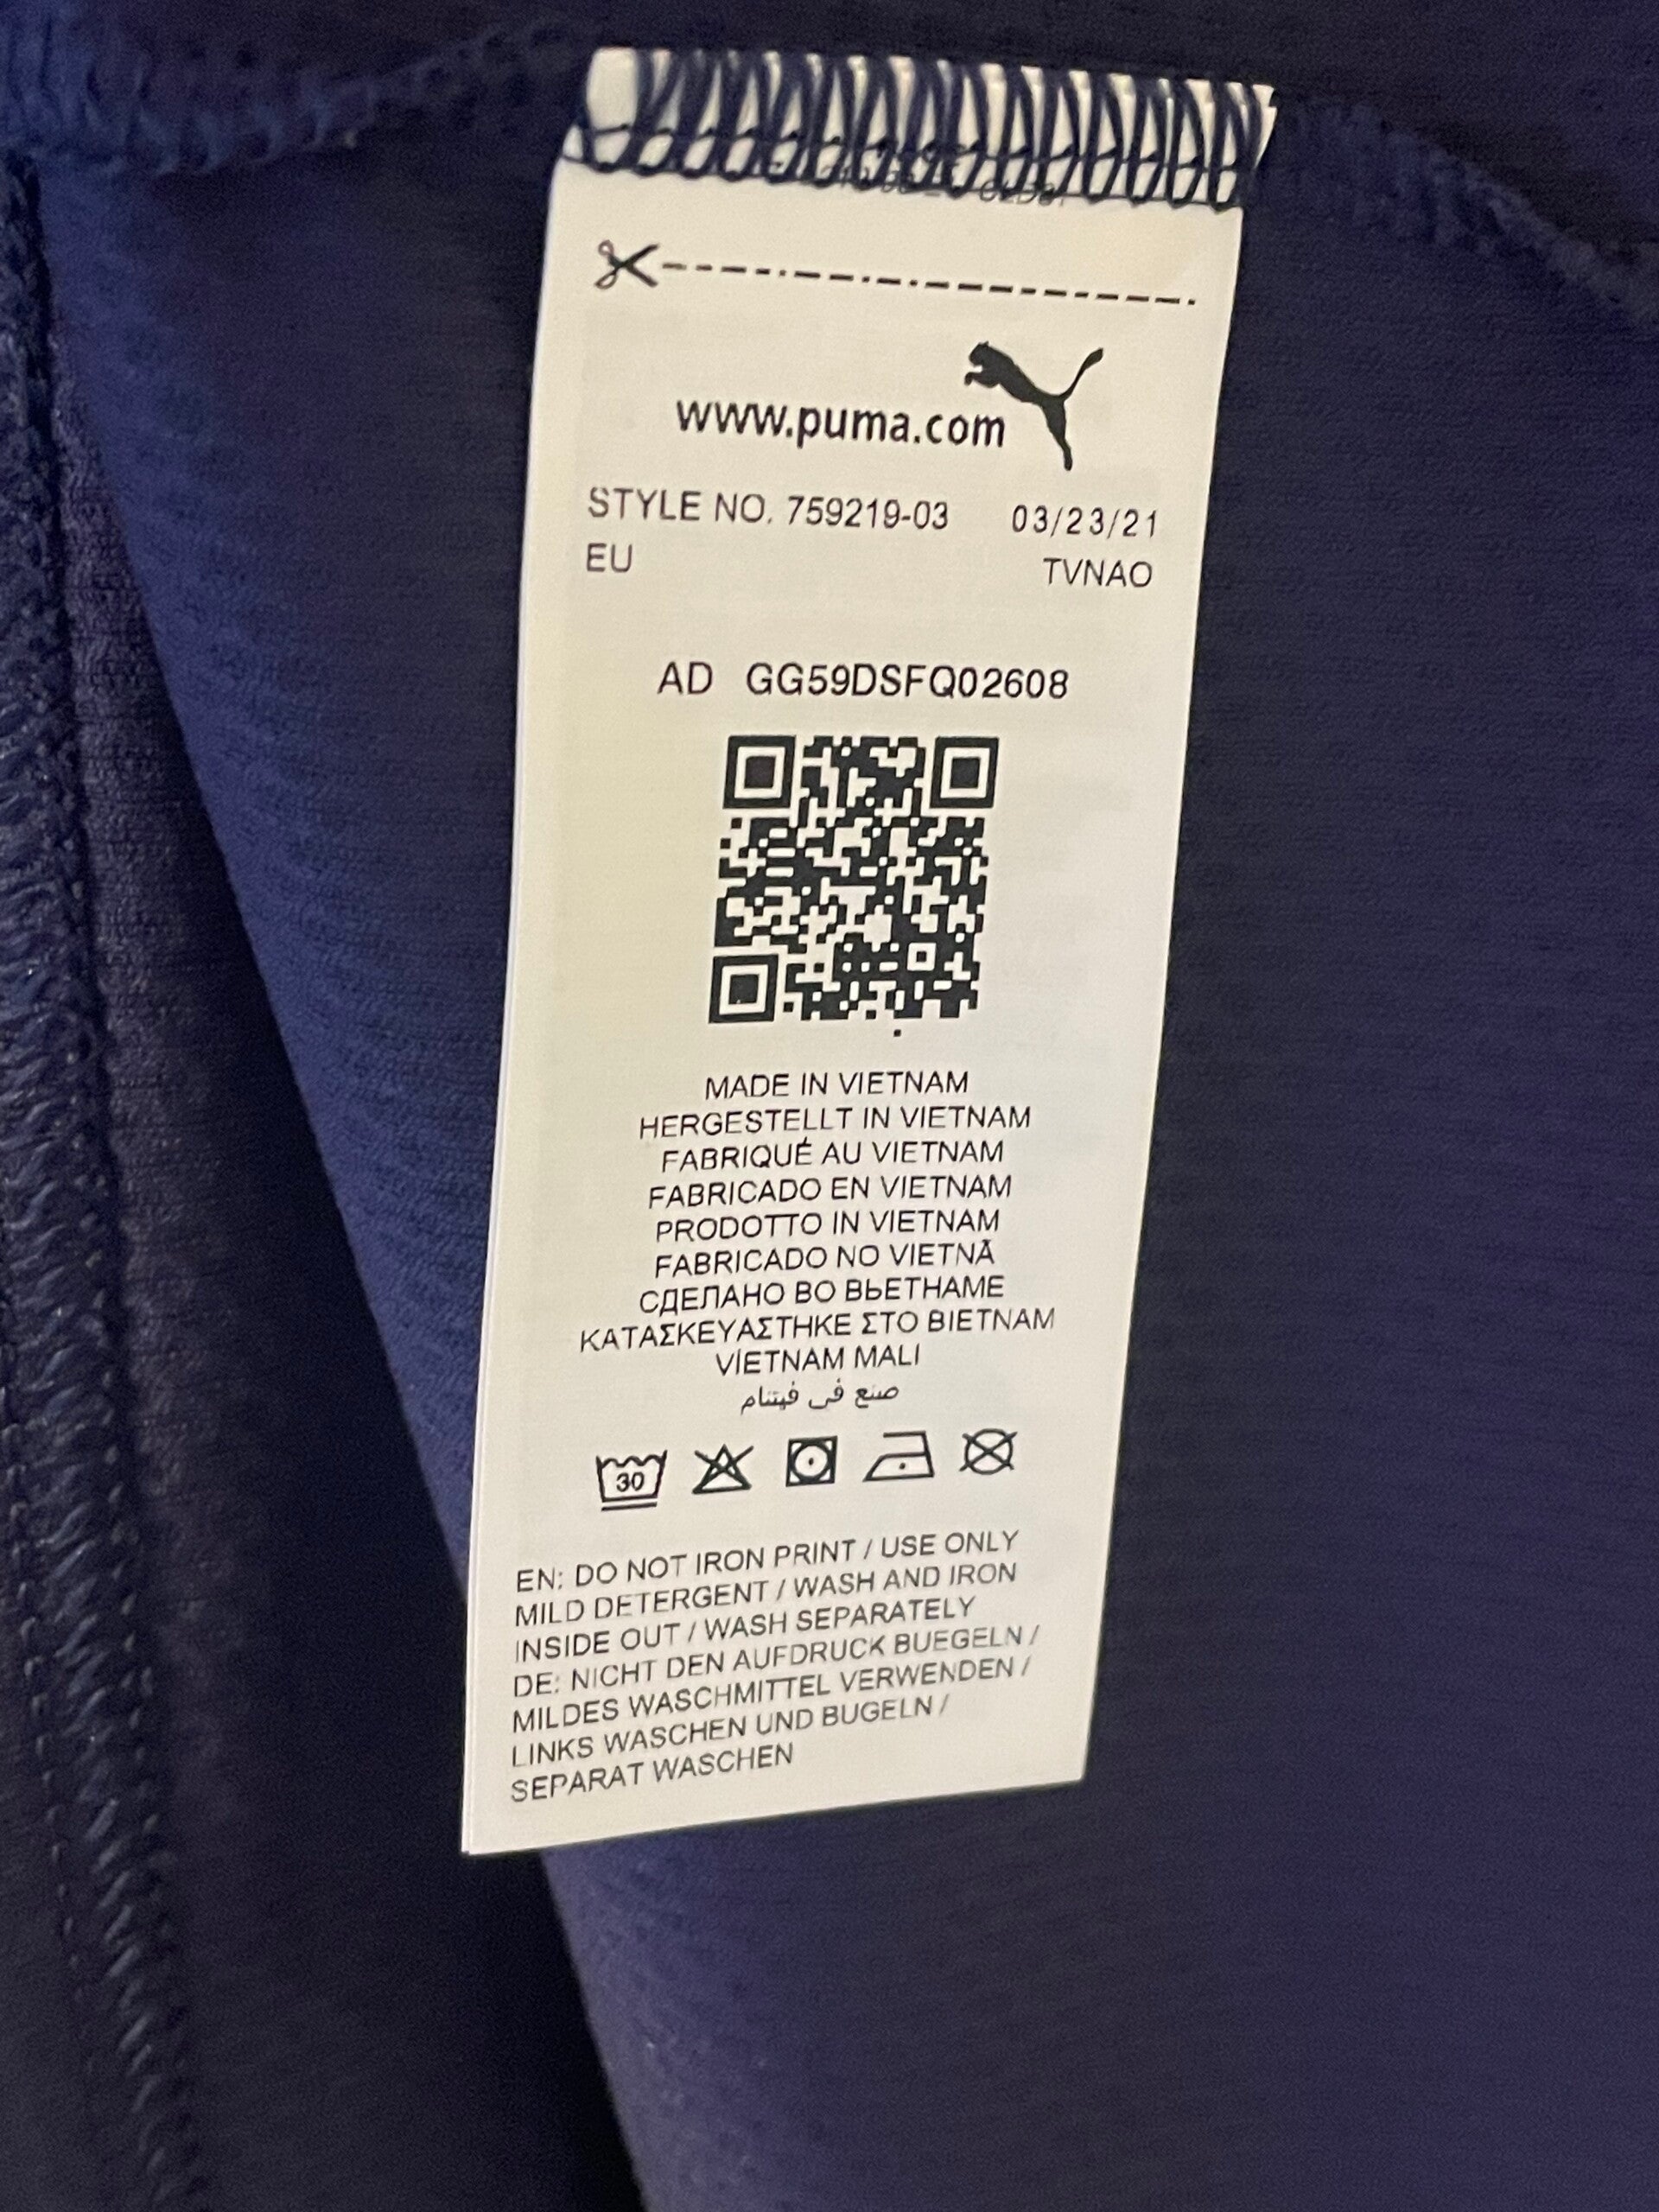 www.puma.com
STYLE NO. 759219-03 03/23/21
EU TVNAO
AD GG59DSFQ02608
MADE IN VIETNAM
HERGESTELLT IN VIETNAM
FABRIQUÉ AU VIETNAM
FABRICADO EN VIETNAM
PRODOTTO IN VIETNAM
FABRICADO NO VIETNÃ
СДЕЛАНО ВО ВЬЕТНАМЕ
ΚΑΤΑΣΚΕΥΑΣΤΗΚΕ ΣΤΟ ΒΙΕΤΝΑΜ
VİETNAM MALI
صنع في فيتنام
30
EN: DO NOT IRON PRINT / USE ONLY
MILD DETERGENT / WASH AND IRON
INSIDE OUT / WASH SEPARATELY
DE: NICHT DEN AUFDRUCK BUEGELN /
MILDES WASCHMITTEL VERWENDEN /
LINKS WASCHEN UND BUGELN /
SEPARAT WASCHEN